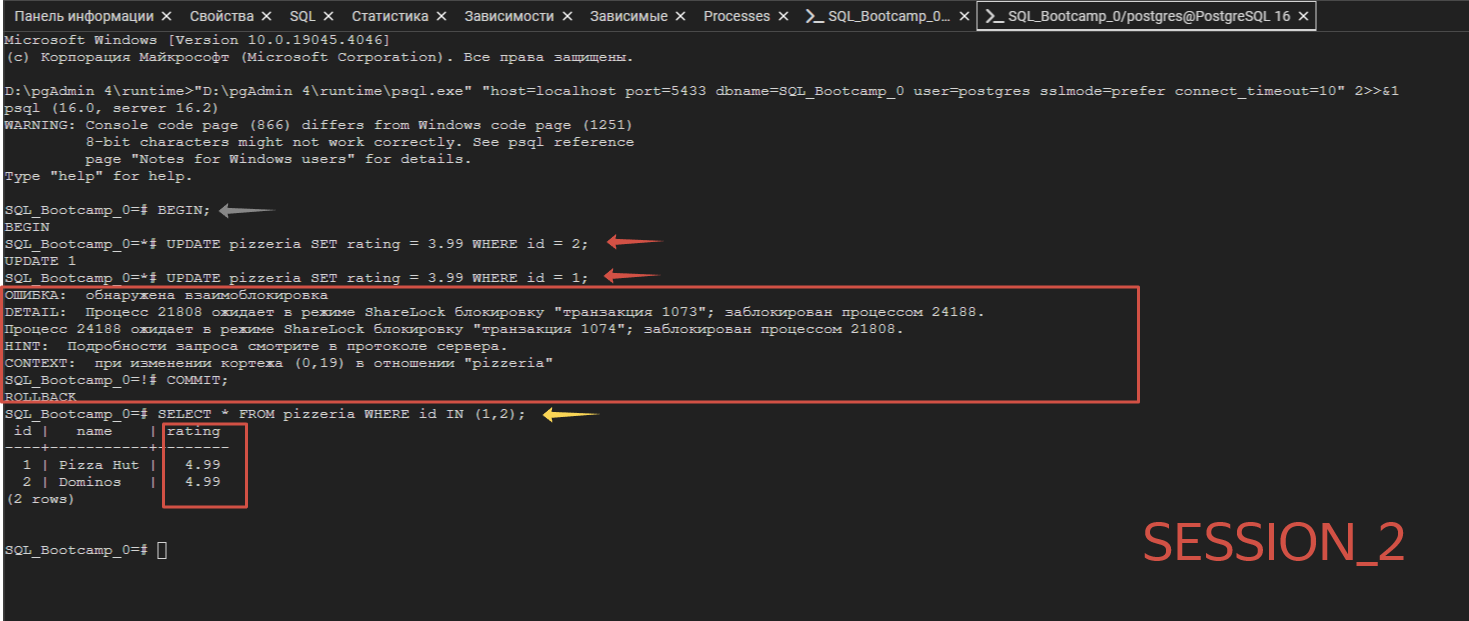 Панель информации ✕ Свойства ✕ SQL ✕ Статистика ✕ Зависимости ✕ Зависимые ✕ Processes ✕ >_ SQL_Bootcamp_0... ✕ >_ SQL_Bootcamp_0/postgres@PostgreSQL 16 ✕
Microsoft Windows [Version 10.0.19045.4046]
(c) Корпорация Майкрософт (Microsoft Corporation). Все права защищены.
D:\pgAdmin 4\runtime>"D:\pgAdmin 4\runtime\psql.exe" "host=localhost port=5433 dbname=SQL_Bootcamp_0 user=postgres sslmode=prefer connect_timeout=10" 2>>&1
psql (16.0, server 16.2)
WARNING: Console code page (866) differs from Windows code page (1251)
8-bit characters might not work correctly. See psql reference
page "Notes for Windows users" for details.
Type "help" for help.
SQL_Bootcamp_0=# BEGIN;
BEGIN
SQL_Bootcamp_0=*# UPDATE pizzeria SET rating = 3.99 WHERE id = 2;
UPDATE 1
SQL_Bootcamp_0=*# UPDATE pizzeria SET rating = 3.99 WHERE id = 1;
ОШИБКА:  обнаружена взаимоблокировка
DETAIL:  Процесс 21808 ожидает в режиме ShareLock блокировку "транзакция 1073"; заблокирован процессом 24188.
Процесс 24188 ожидает в режиме ShareLock блокировку "транзакция 1074"; заблокирован процессом 21808.
HINT:  Подробности запроса смотрите в протоколе сервера.
CONTEXT:  при изменении кортежа (0,19) в отношении "pizzeria"
SQL_Bootcamp_0=!# COMMIT;
ROLLBACK
SQL_Bootcamp_0=# SELECT * FROM pizzeria WHERE id IN (1,2);
id |   name    | rating
----+-----------+--------
1 | Pizza Hut |   4.99
2 | Dominos   |   4.99
(2 rows)
SQL_Bootcamp_0=#
SESSION_2